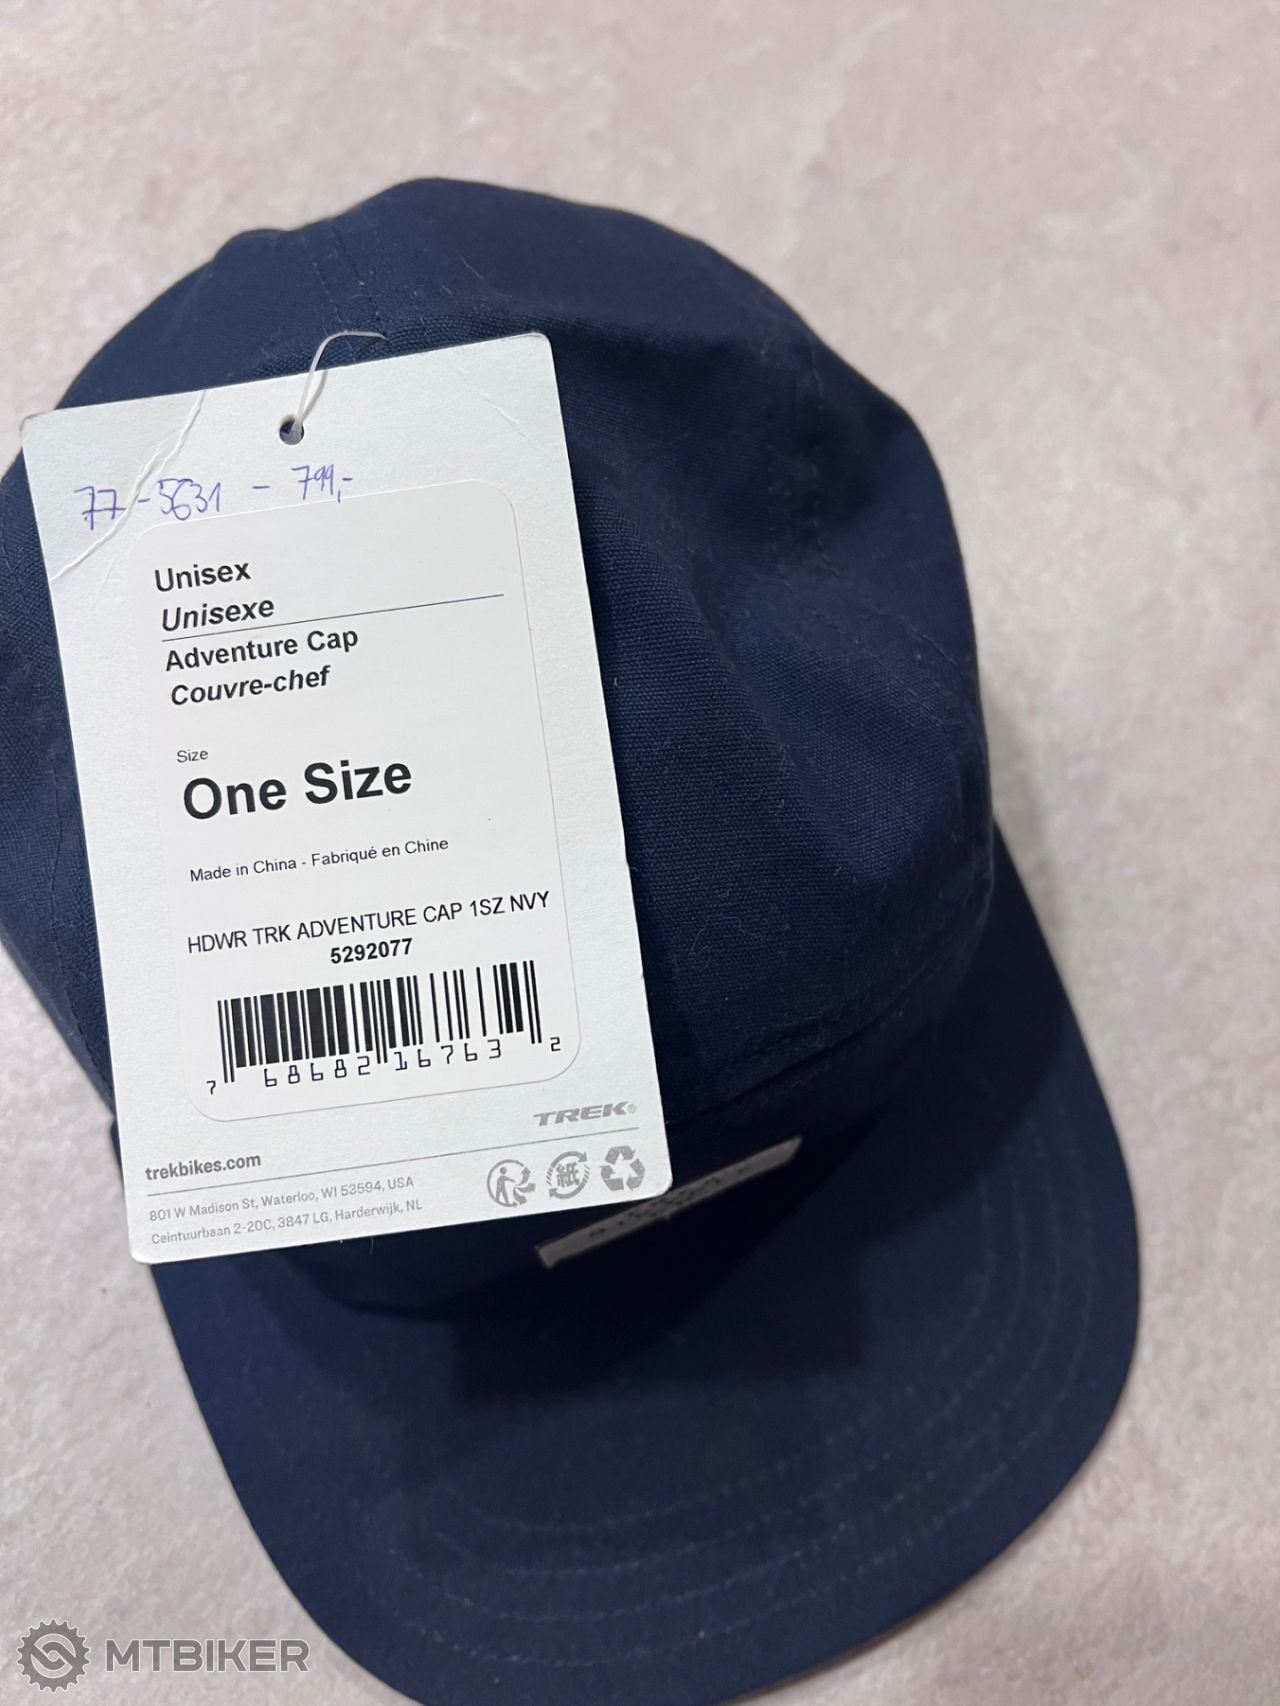 77-5631 - 799,-
Unisex
Unisexe
Adventure Cap
Couvre-chef
Size
One Size
Made in China - Fabriqué en Chine
HDWR TRK ADVENTURE CAP 1SZ NVY
5292077
7 68682 16763 2
TREK®
trekbikes.com
801 W Madison St, Waterloo, WI 53594, USA
Ceintuurbaan 2-20C, 3847 LG, Harderwijk, NL
紙
MTBIKER